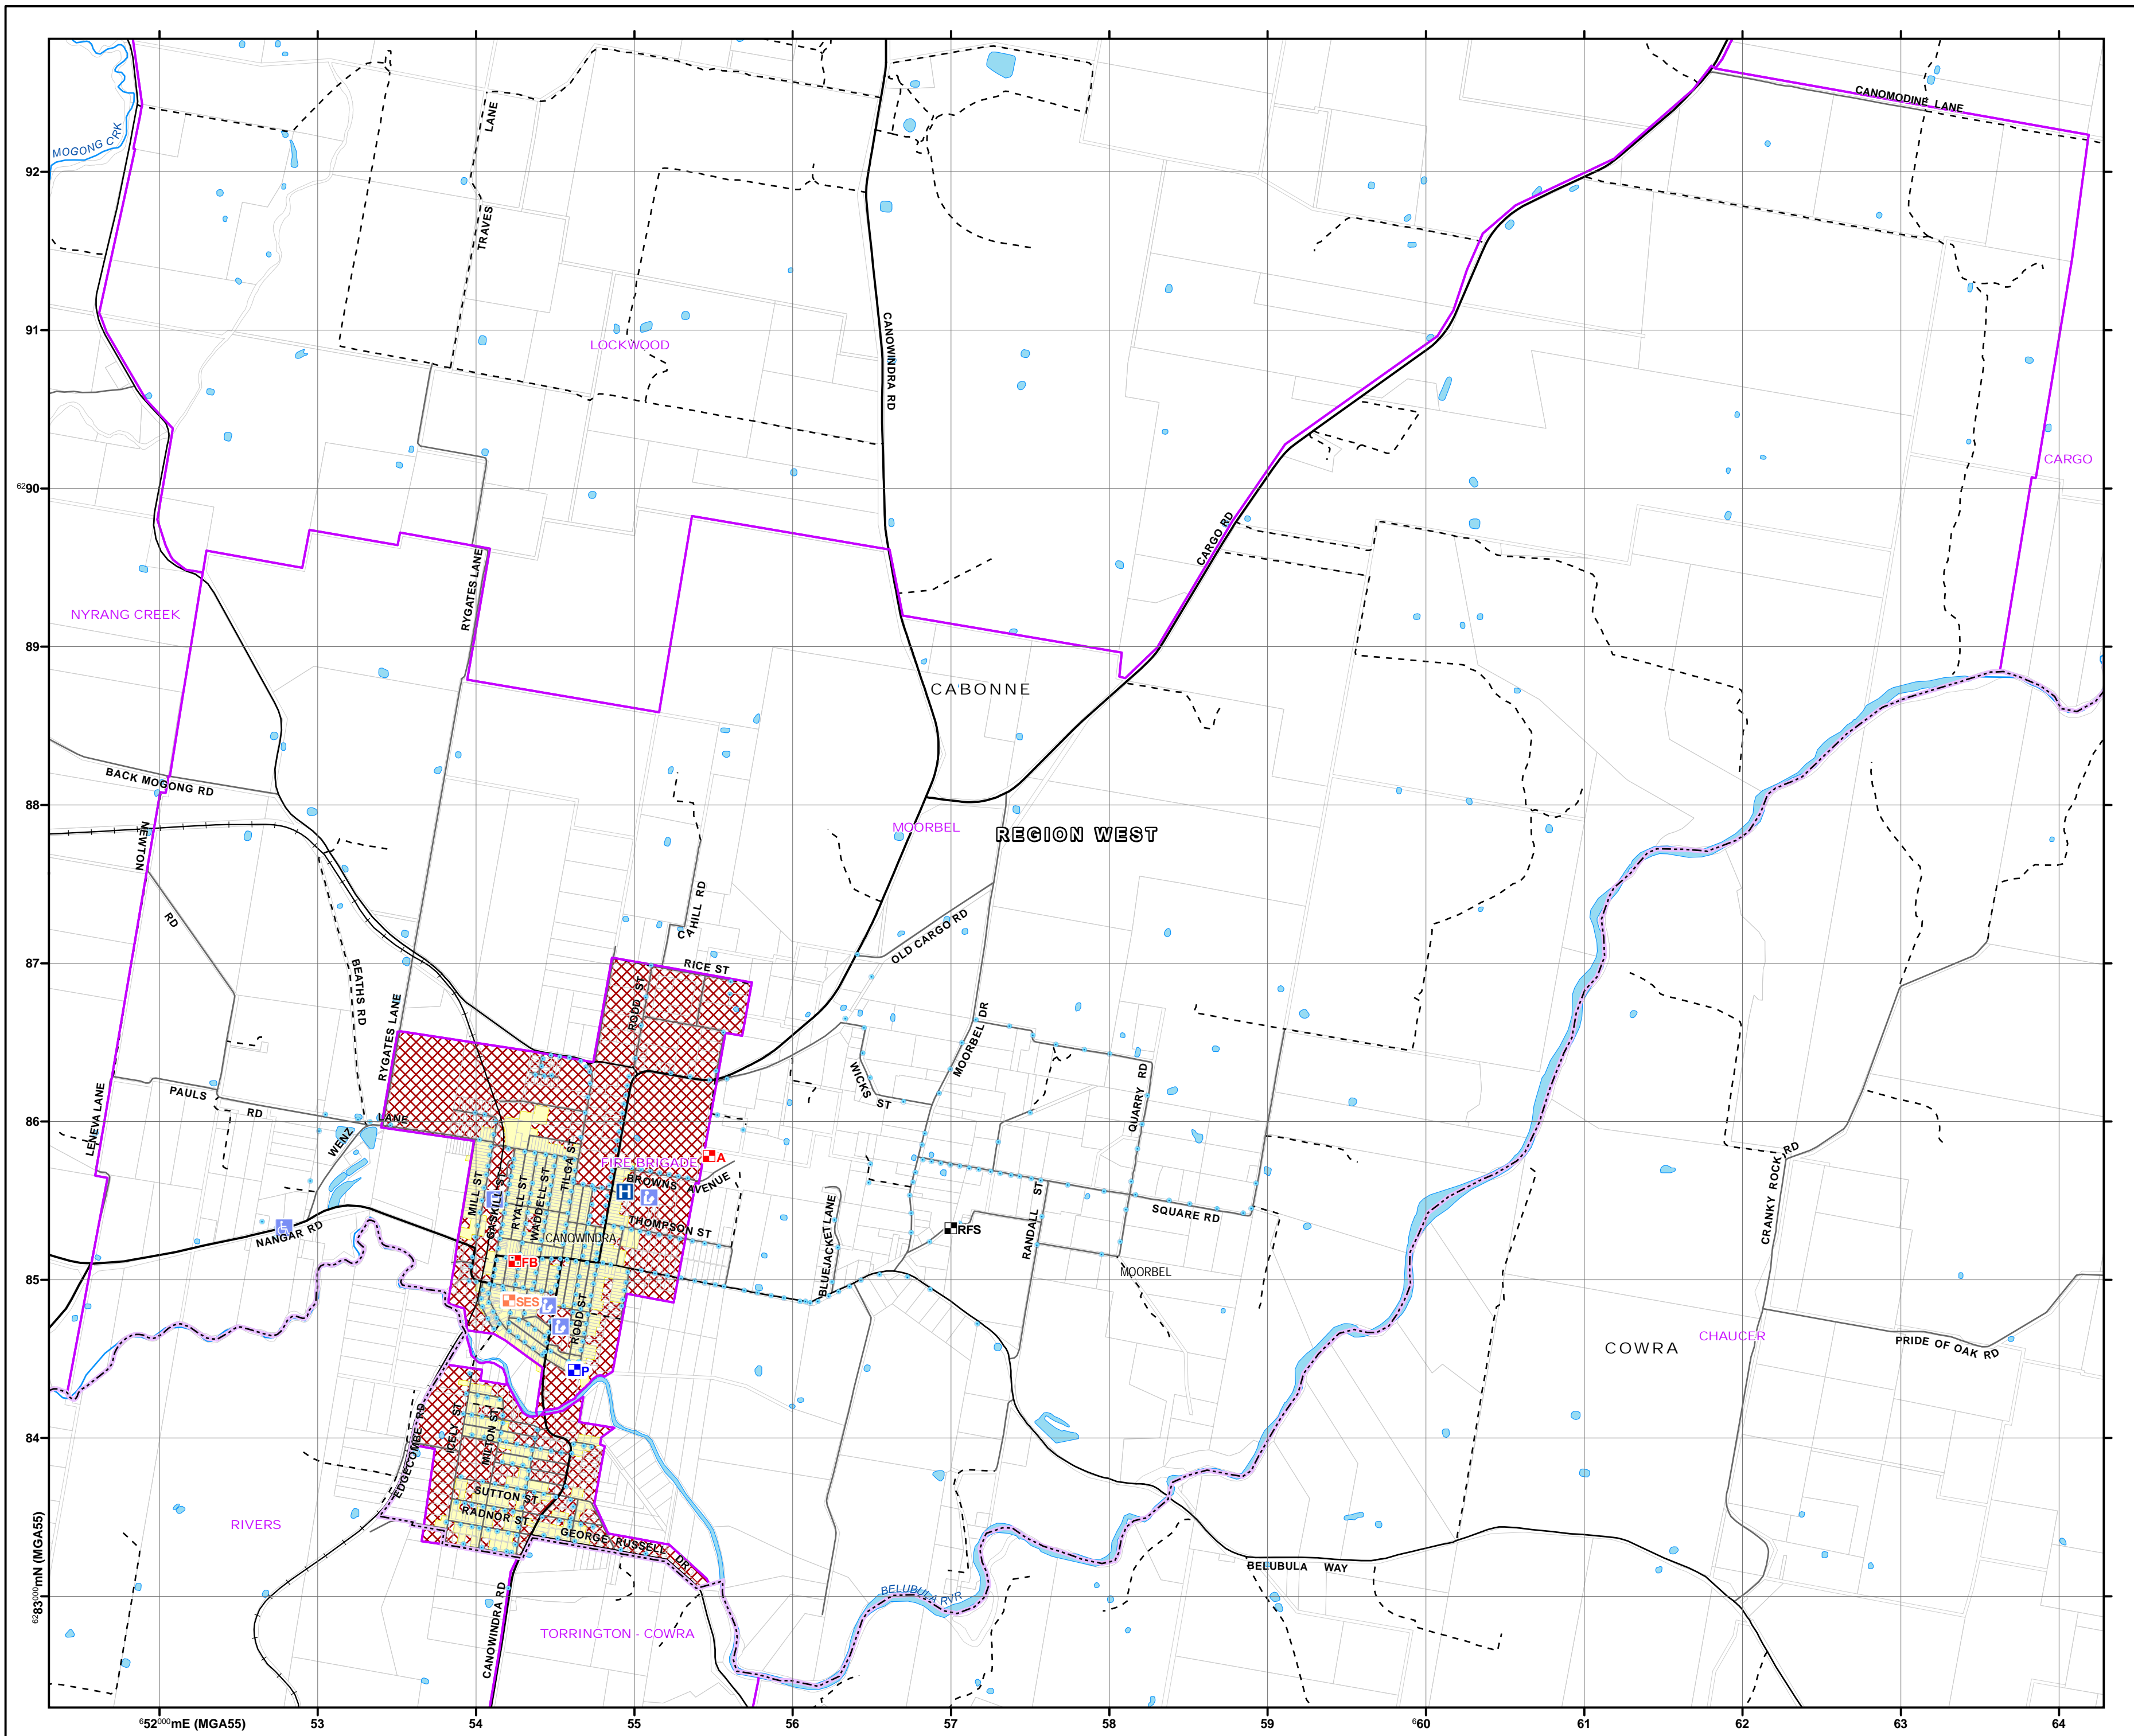 MOGONG CRK
CANOMODINE LANE
TRAVES LANE
CANOWINDRA RD
LOCKWOOD
CARGO
CARGO RD
NYRANG CREEK
RYGATES LANE
CABONNE
BACK MOGONG RD
MOORBEL
REGION WEST
NEWTON RD
CAHILL RD
OLD CARGO RD
RICE ST
RODD ST
BEATHS RD
RYGATES LANE
MOORBEL DR
WICKS ST
QUARRY RD
PAULS RD
LENEVA LANE
WENZ LANE
FIRE BRIGADE
A
H
BROWNS AVENUE
MILL ST
GASKILL ST
RYALL ST
WADDELL ST
TILGA ST
THOMPSON ST
CANOWINDRA
SQUARE RD
RFS
RANDALL ST
BLUEJACKET LANE
CRANKY ROCK RD
NANGAR RD
FB
SES
MOORBEL
RODD ST
P
COWRA
CHAUCER
PRIDE OF OAK RD
EDGECOMBE RD
ICELY ST
MILTON ST
SUTTON ST
RADNOR ST
GEORGE RUSSELL DR
RIVERS
BELUBULA RVR
BELUBULA WAY
CANOWINDRA RD
TORRINGTON - COWRA
92
91
6290
89
88
87
86
85
84
6283000mN (MGA55)
652000mE (MGA55)
53
54
55
56
57
58
59
660
61
62
63
64